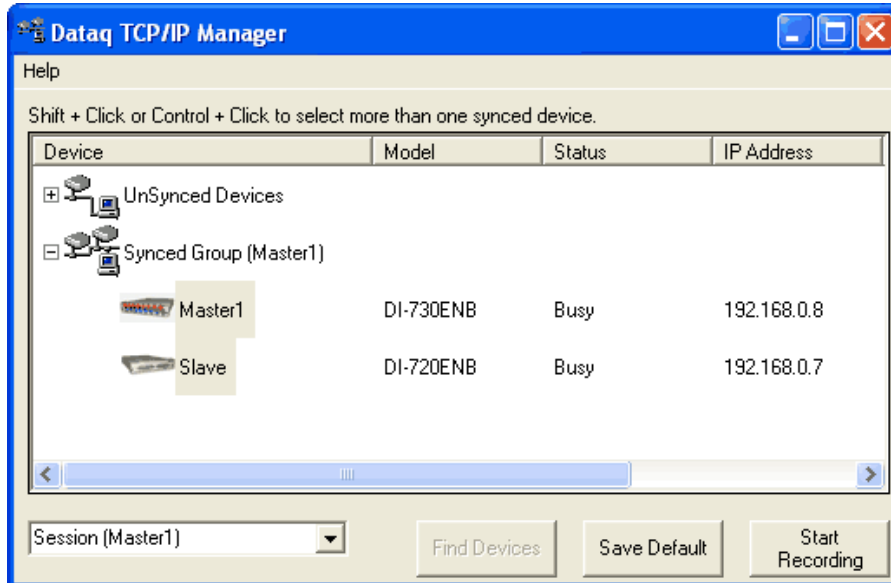 Dataq TCP/IP Manager
Help
Shift + Click or Control + Click to select more than one synced device.
Device Model Status IP Address
UnSynced Devices
Synced Group (Master1)
Master1 DI-730ENB Busy 192.168.0.8
Slave DI-720ENB Busy 192.168.0.7
Session (Master1) Find Devices Save Default Start Recording